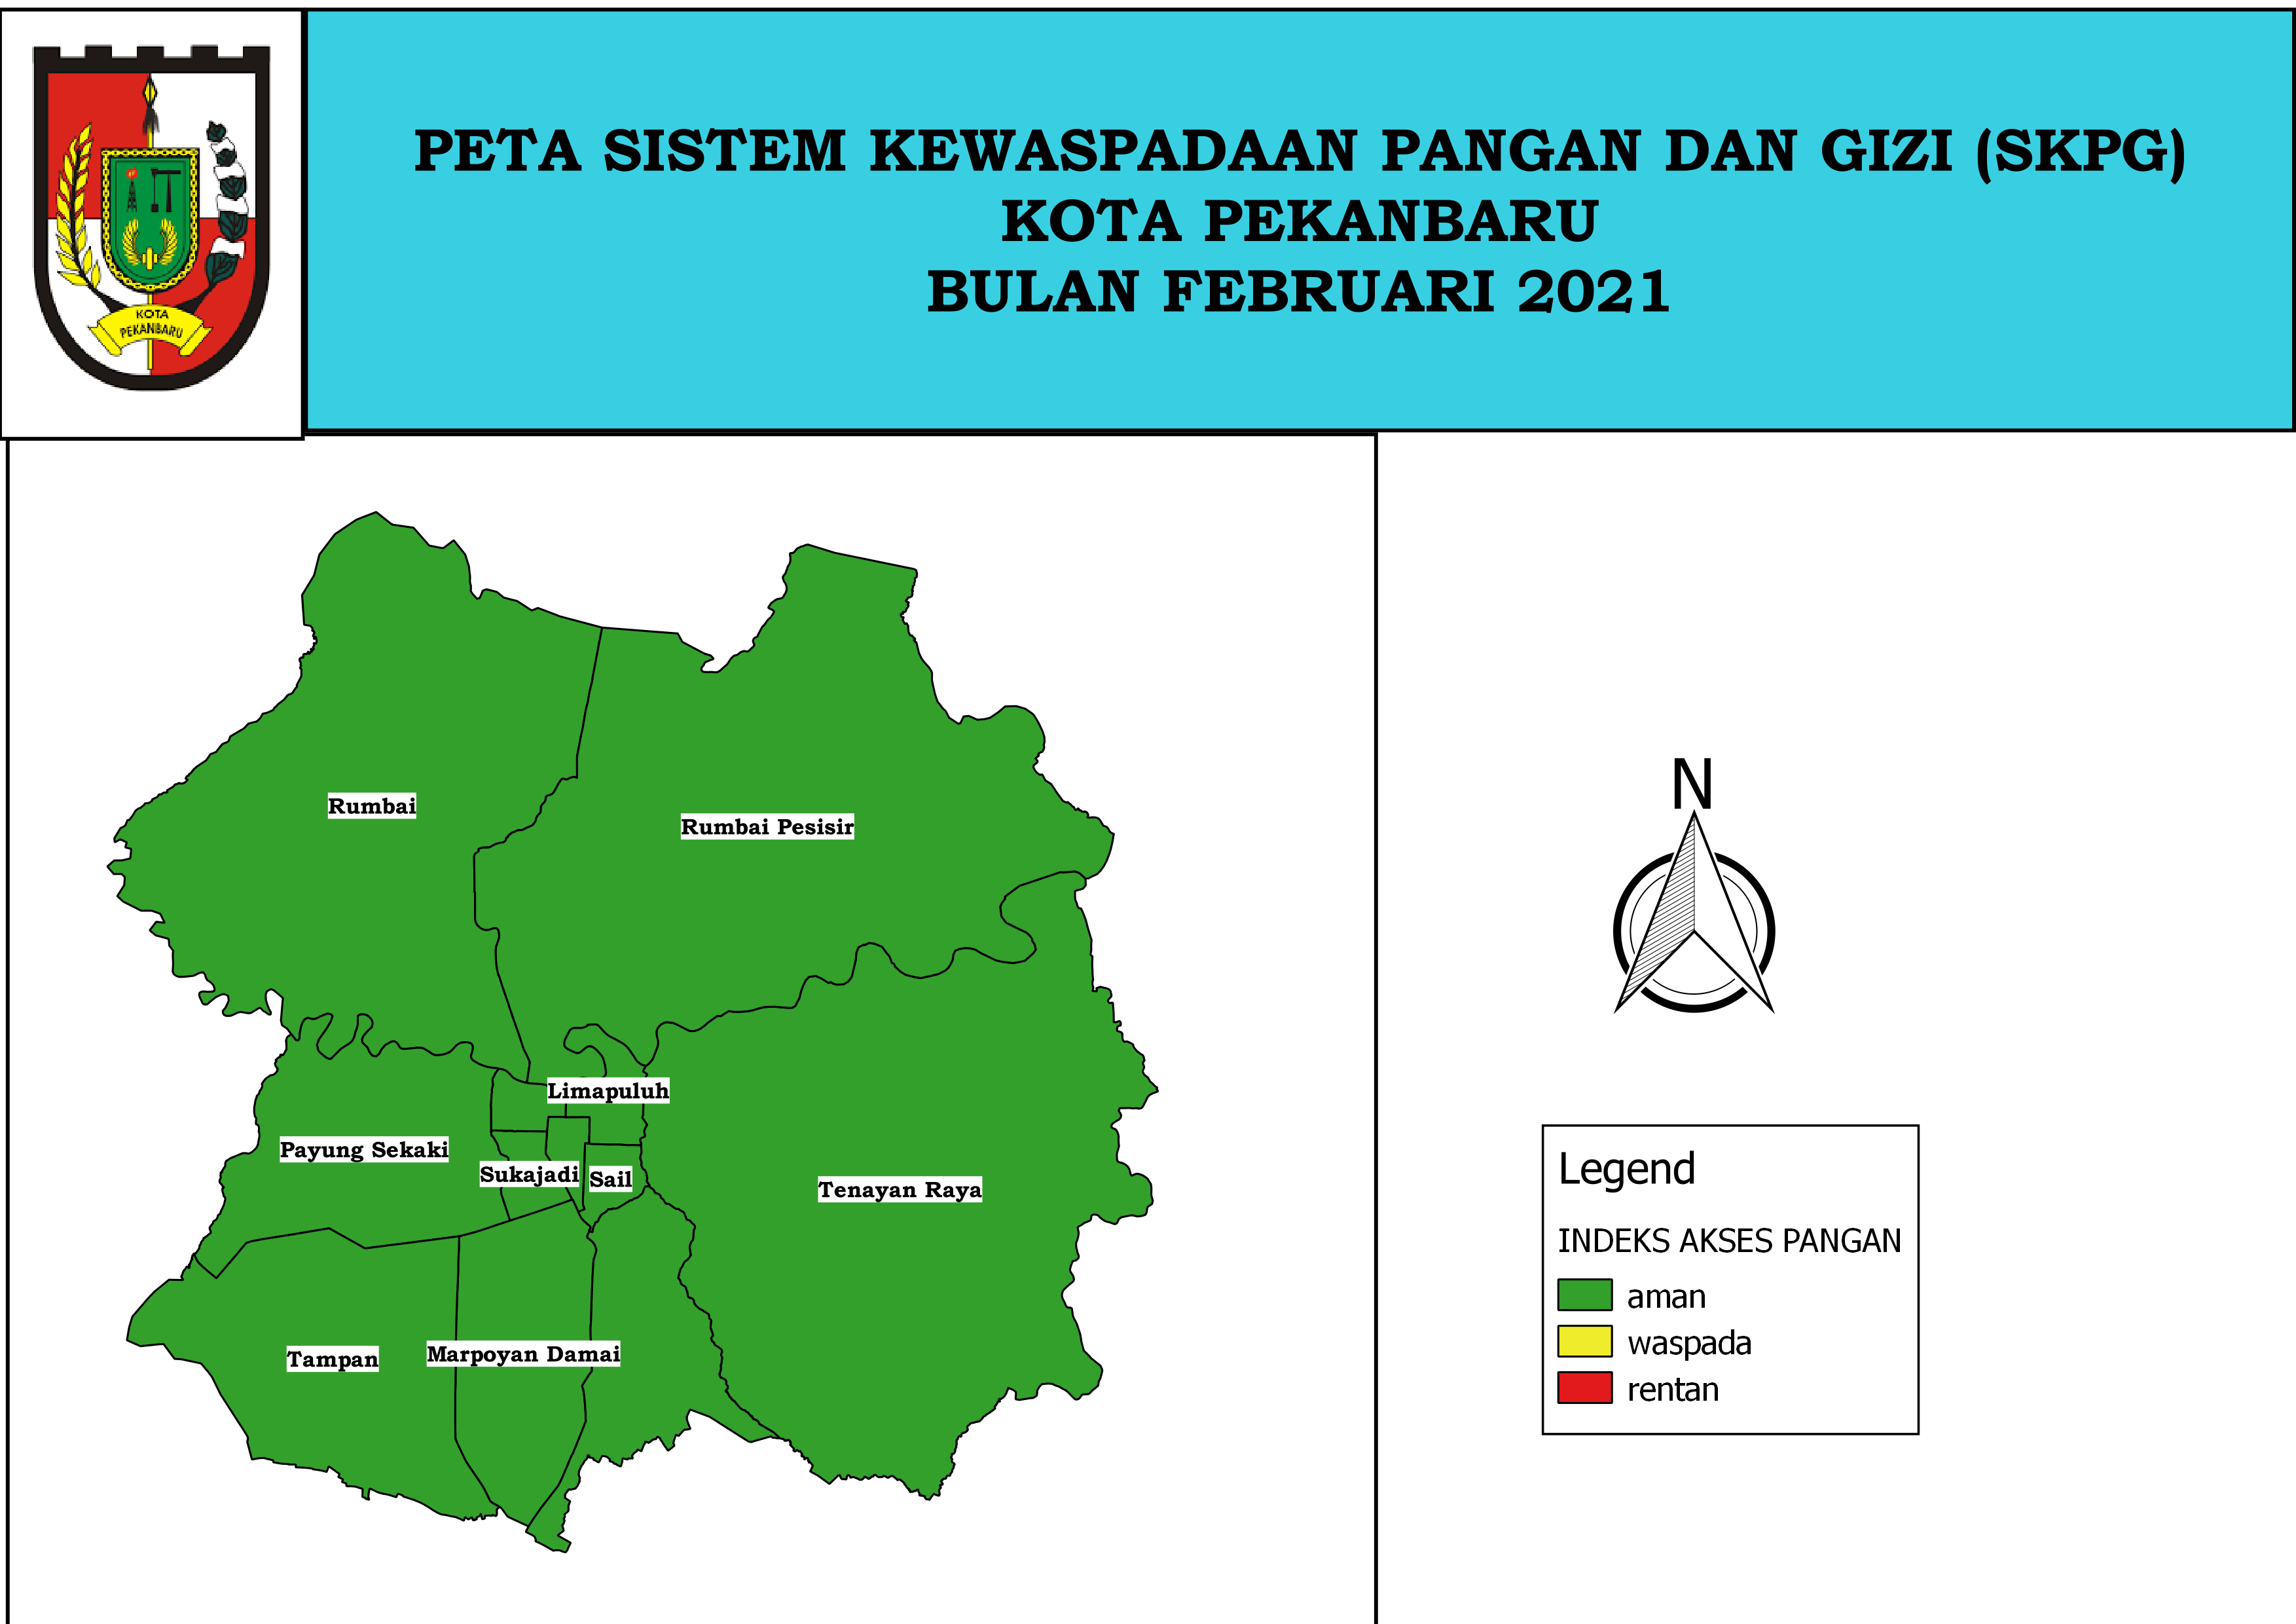 KOTA
PEKANBARU
PETA SISTEM KEWASPADAAN PANGAN DAN GIZI (SKPG)
KOTA PEKANBARU
BULAN FEBRUARI 2021
Rumbai
Rumbai Pesisir
Limapuluh
Payung Sekaki
Sukajadi
Sail
Tenayan Raya
Tampan
Marpoyan Damai
N
Legend
INDEKS AKSES PANGAN
aman
waspada
rentan